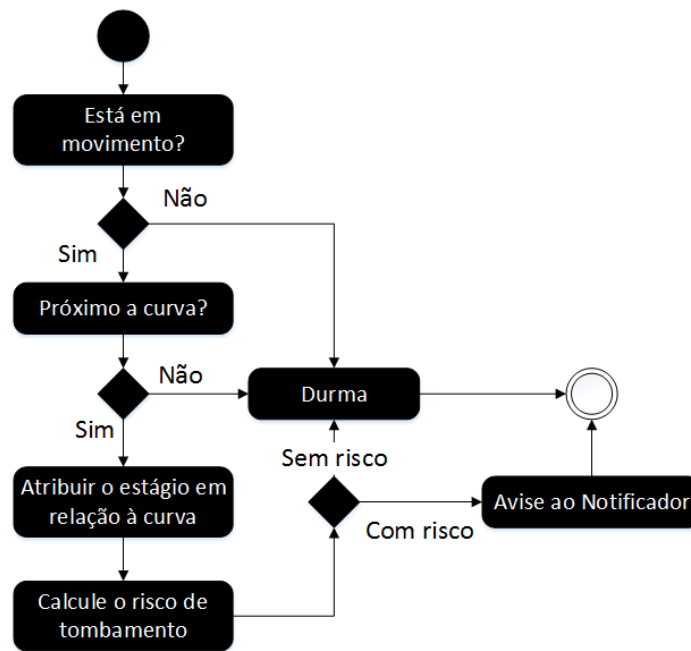 Está em
movimento?
Não
Sim
Próximo a curva?
Não
Durma
Sim
Sem risco
Atribuir o estágio em
relação à curva
Avise ao Notificador
Com risco
Calcule o risco de
tombamento